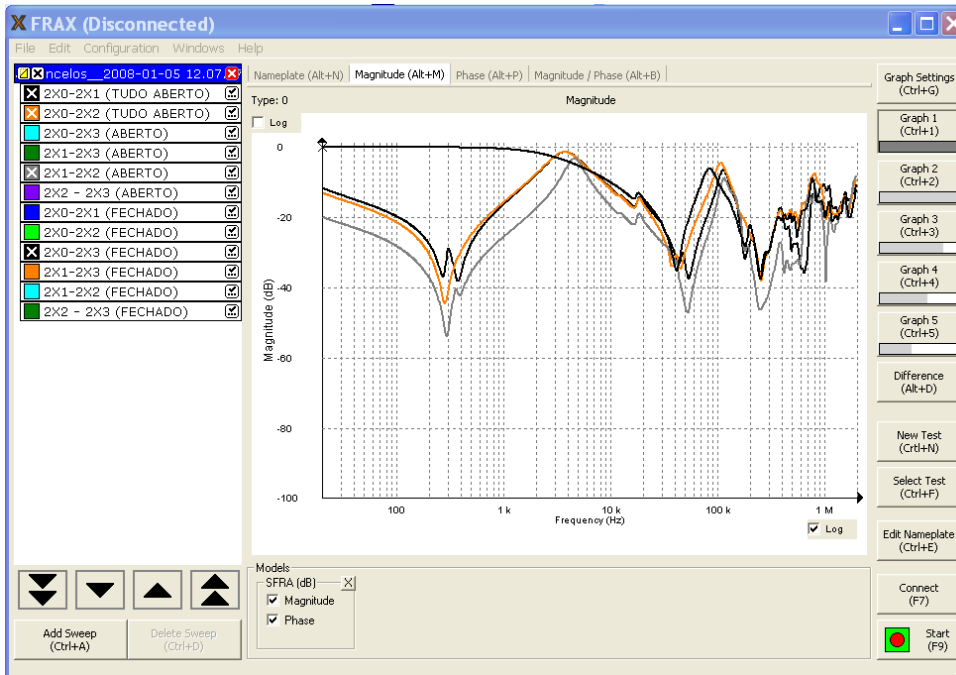 FRAX (Disconnected)
File Edit Configuration Windows Help
ncelos__2008-01-05 12.07.
2X0-2X1 (TUDO ABERTO)
2X0-2X2 (TUDO ABERTO)
2X0-2X3 (ABERTO)
2X1-2X3 (ABERTO)
2X1-2X2 (ABERTO)
2X2 - 2X3 (ABERTO)
2X0-2X1 (FECHADO)
2X0-2X2 (FECHADO)
2X0-2X3 (FECHADO)
2X1-2X3 (FECHADO)
2X1-2X2 (FECHADO)
2X2 - 2X3 (FECHADO)
Add Sweep
(Ctrl+A)
Delete Sweep
(Ctrl+D)
Nameplate (Alt+N) Magnitude (Alt+M) Phase (Alt+P) Magnitude / Phase (Alt+B)
Type: 0
Magnitude
Log
0
-20
-40
-60
-80
-100
Magnitude (dB)
100 1 k 10 k 100 k 1 M
Frequency (Hz)
Log
Models
SFRA (dB) X
Magnitude
Phase
Graph Settings
(Ctrl+G)
Graph 1
(Ctrl+1)
Graph 2
(Ctrl+2)
Graph 3
(Ctrl+3)
Graph 4
(Ctrl+4)
Graph 5
(Ctrl+5)
Difference
(Alt+D)
New Test
(Crtl+N)
Select Test
(Ctrl+F)
Edit Nameplate
(Ctrl+E)
Connect
(F7)
Start
(F9)